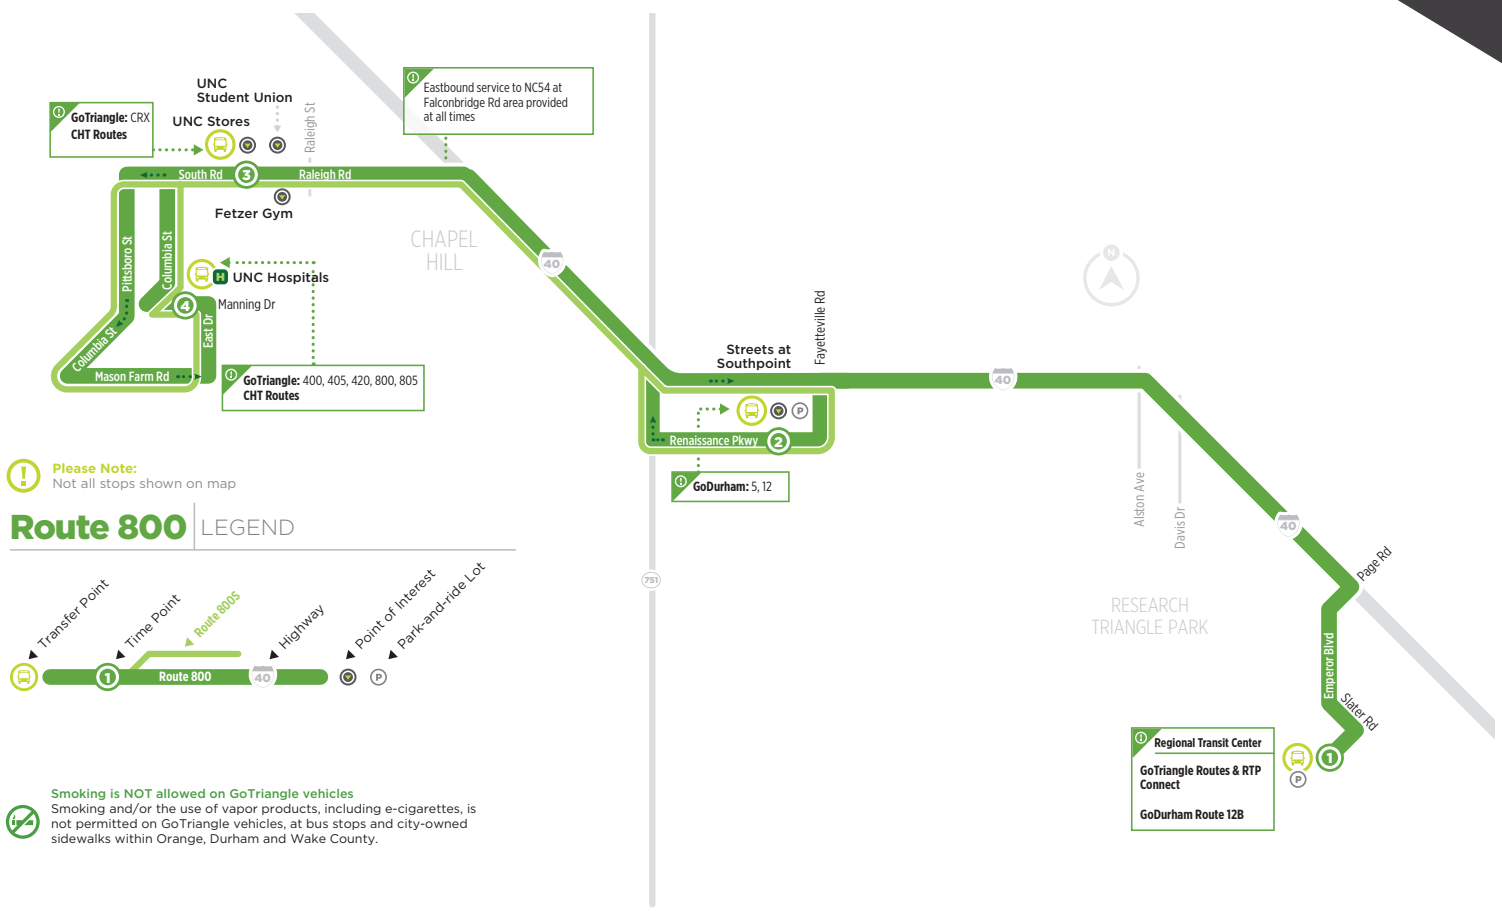 UNC
Student Union
UNC Stores
Raleigh St
GoTriangle: CRX
CHT Routes
Eastbound service to NC54 at
Falconbridge Rd area provided
at all times
South Rd
3
Raleigh Rd
Fetzer Gym
CHAPEL
HILL
40
N
Pittsboro St
Columbia St
H
UNC Hospitals
4
Manning Dr
East Dr
Columbia St
Mason Farm Rd
GoTriangle: 400, 405, 420, 800, 805
CHT Routes
Streets at
Southpoint
Fayetteville Rd
40
P
Renaissance Pkwy
2
GoDurham: 5, 12
Alston Ave
Davis Dr
40
Page Rd
751
RESEARCH
TRIANGLE PARK
Emperor Blvd
Slater Rd
Regional Transit Center
GoTriangle Routes & RTP
Connect
GoDurham Route 12B
1
P
Please Note:
Not all stops shown on map
Route 800
LEGEND
Transfer Point
Time Point
Route 800S
Highway
Point of Interest
Park-and-ride Lot
1
Route 800
40
P
Smoking is NOT allowed on GoTriangle vehicles
Smoking and/or the use of vapor products, including e-cigarettes, is
not permitted on GoTriangle vehicles, at bus stops and city-owned
sidewalks within Orange, Durham and Wake County.